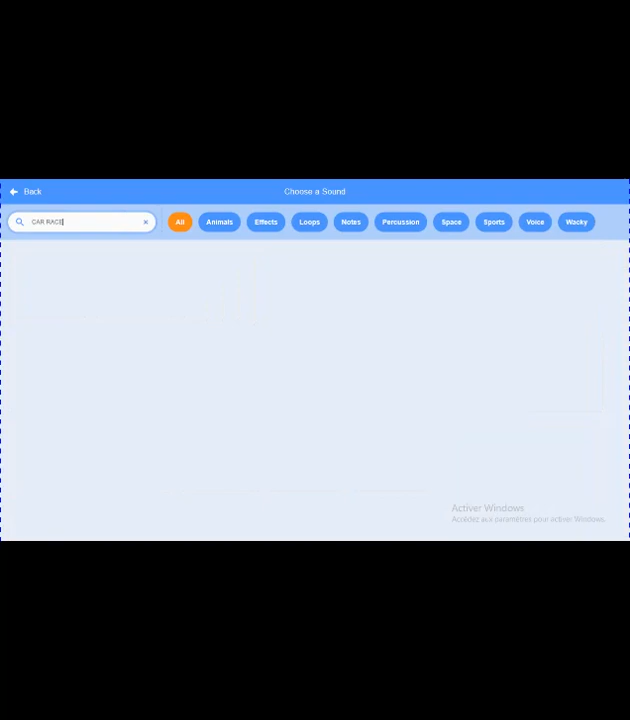 Back
Choose a Sound
CAR RACE
All
Animals
Effects
Loops
Notes
Percussion
Space
Sports
Voice
Wacky
Activer Windows
Accédez aux paramètres pour activer Windows.